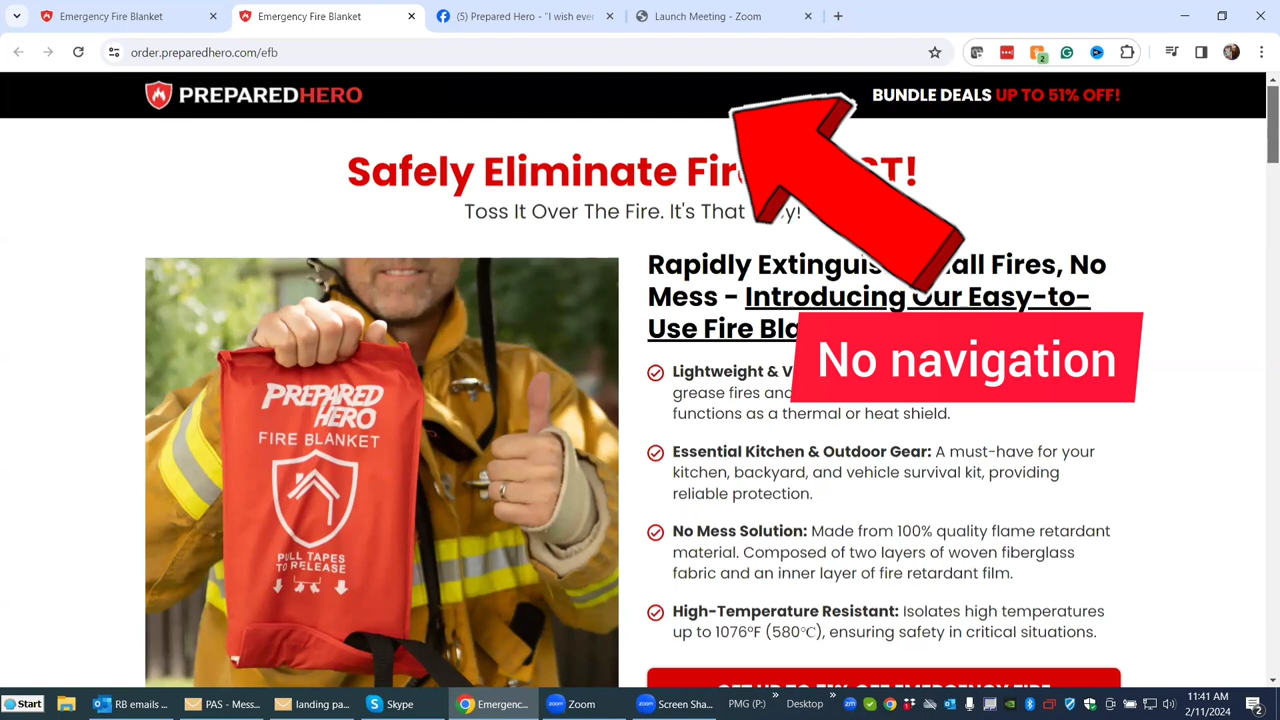 Emergency Fire Blanket
Emergency Fire Blanket
(5) Prepared Hero - "I wish ever
Launch Meeting - Zoom
order.preparedhero.com/efb
2
PREPAREDHERO
BUNDLE DEALS UP TO 51% OFF!
Safely Eliminate
Toss It Over The Fire. It's That
Rapidly Fires, No
Mess - Introducing Our Easy-to-
Use Fire
No navigation
Lightweight &
grease fires
functions as a thermal or heat shield.
Essential Kitchen & Outdoor Gear: A must-have for your
kitchen, backyard, and vehicle survival kit, providing
reliable protection.
No Mess Solution: Made from 100% quality flame retardant
material. Composed of two layers of woven fiberglass
fabric and an inner layer of fire retardant film.
High-Temperature Resistant: Isolates high temperatures
up to 1076°F (580℃), ensuring safety in critical situations.
PREPARED
HERO
FIRE BLANKET
PULL TAPES
TO RELEASE
Start
RB emails ...
PAS - Mess...
landing pa...
Skype
Emergenc...
Zoom
Screen Sha...
PMG (P:)
Desktop
11:41 AM
2/11/2024
2